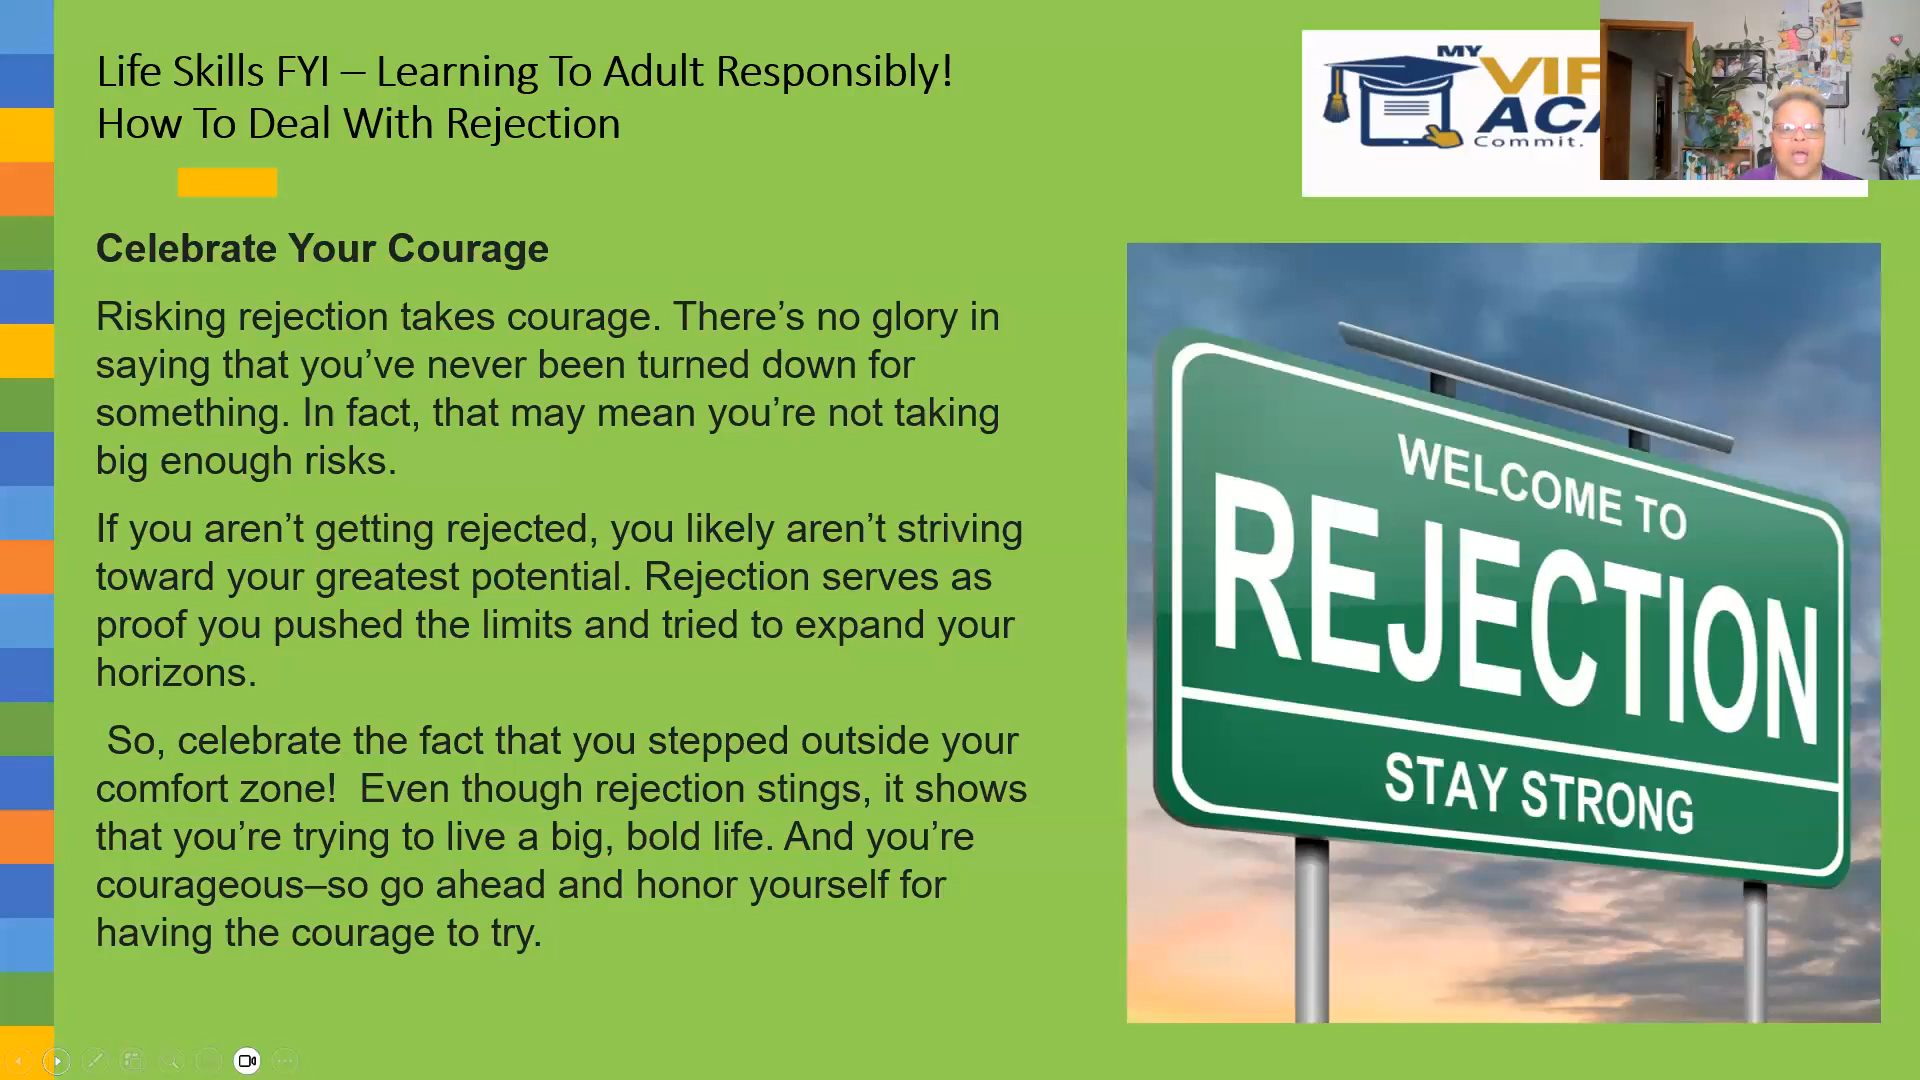 Life Skills FYI – Learning To Adult Responsibly!
How To Deal With Rejection
MY
Commit.
Celebrate Your Courage
Risking rejection takes courage. There’s no glory in
saying that you’ve never been turned down for
something. In fact, that may mean you’re not taking
big enough risks.
If you aren’t getting rejected, you likely aren’t striving
toward your greatest potential. Rejection serves as
proof you pushed the limits and tried to expand your
horizons.
So, celebrate the fact that you stepped outside your
comfort zone!  Even though rejection stings, it shows
that you’re trying to live a big, bold life. And you’re
courageous–so go ahead and honor yourself for
having the courage to try.
WELCOME TO
REJECTION
STAY STRONG